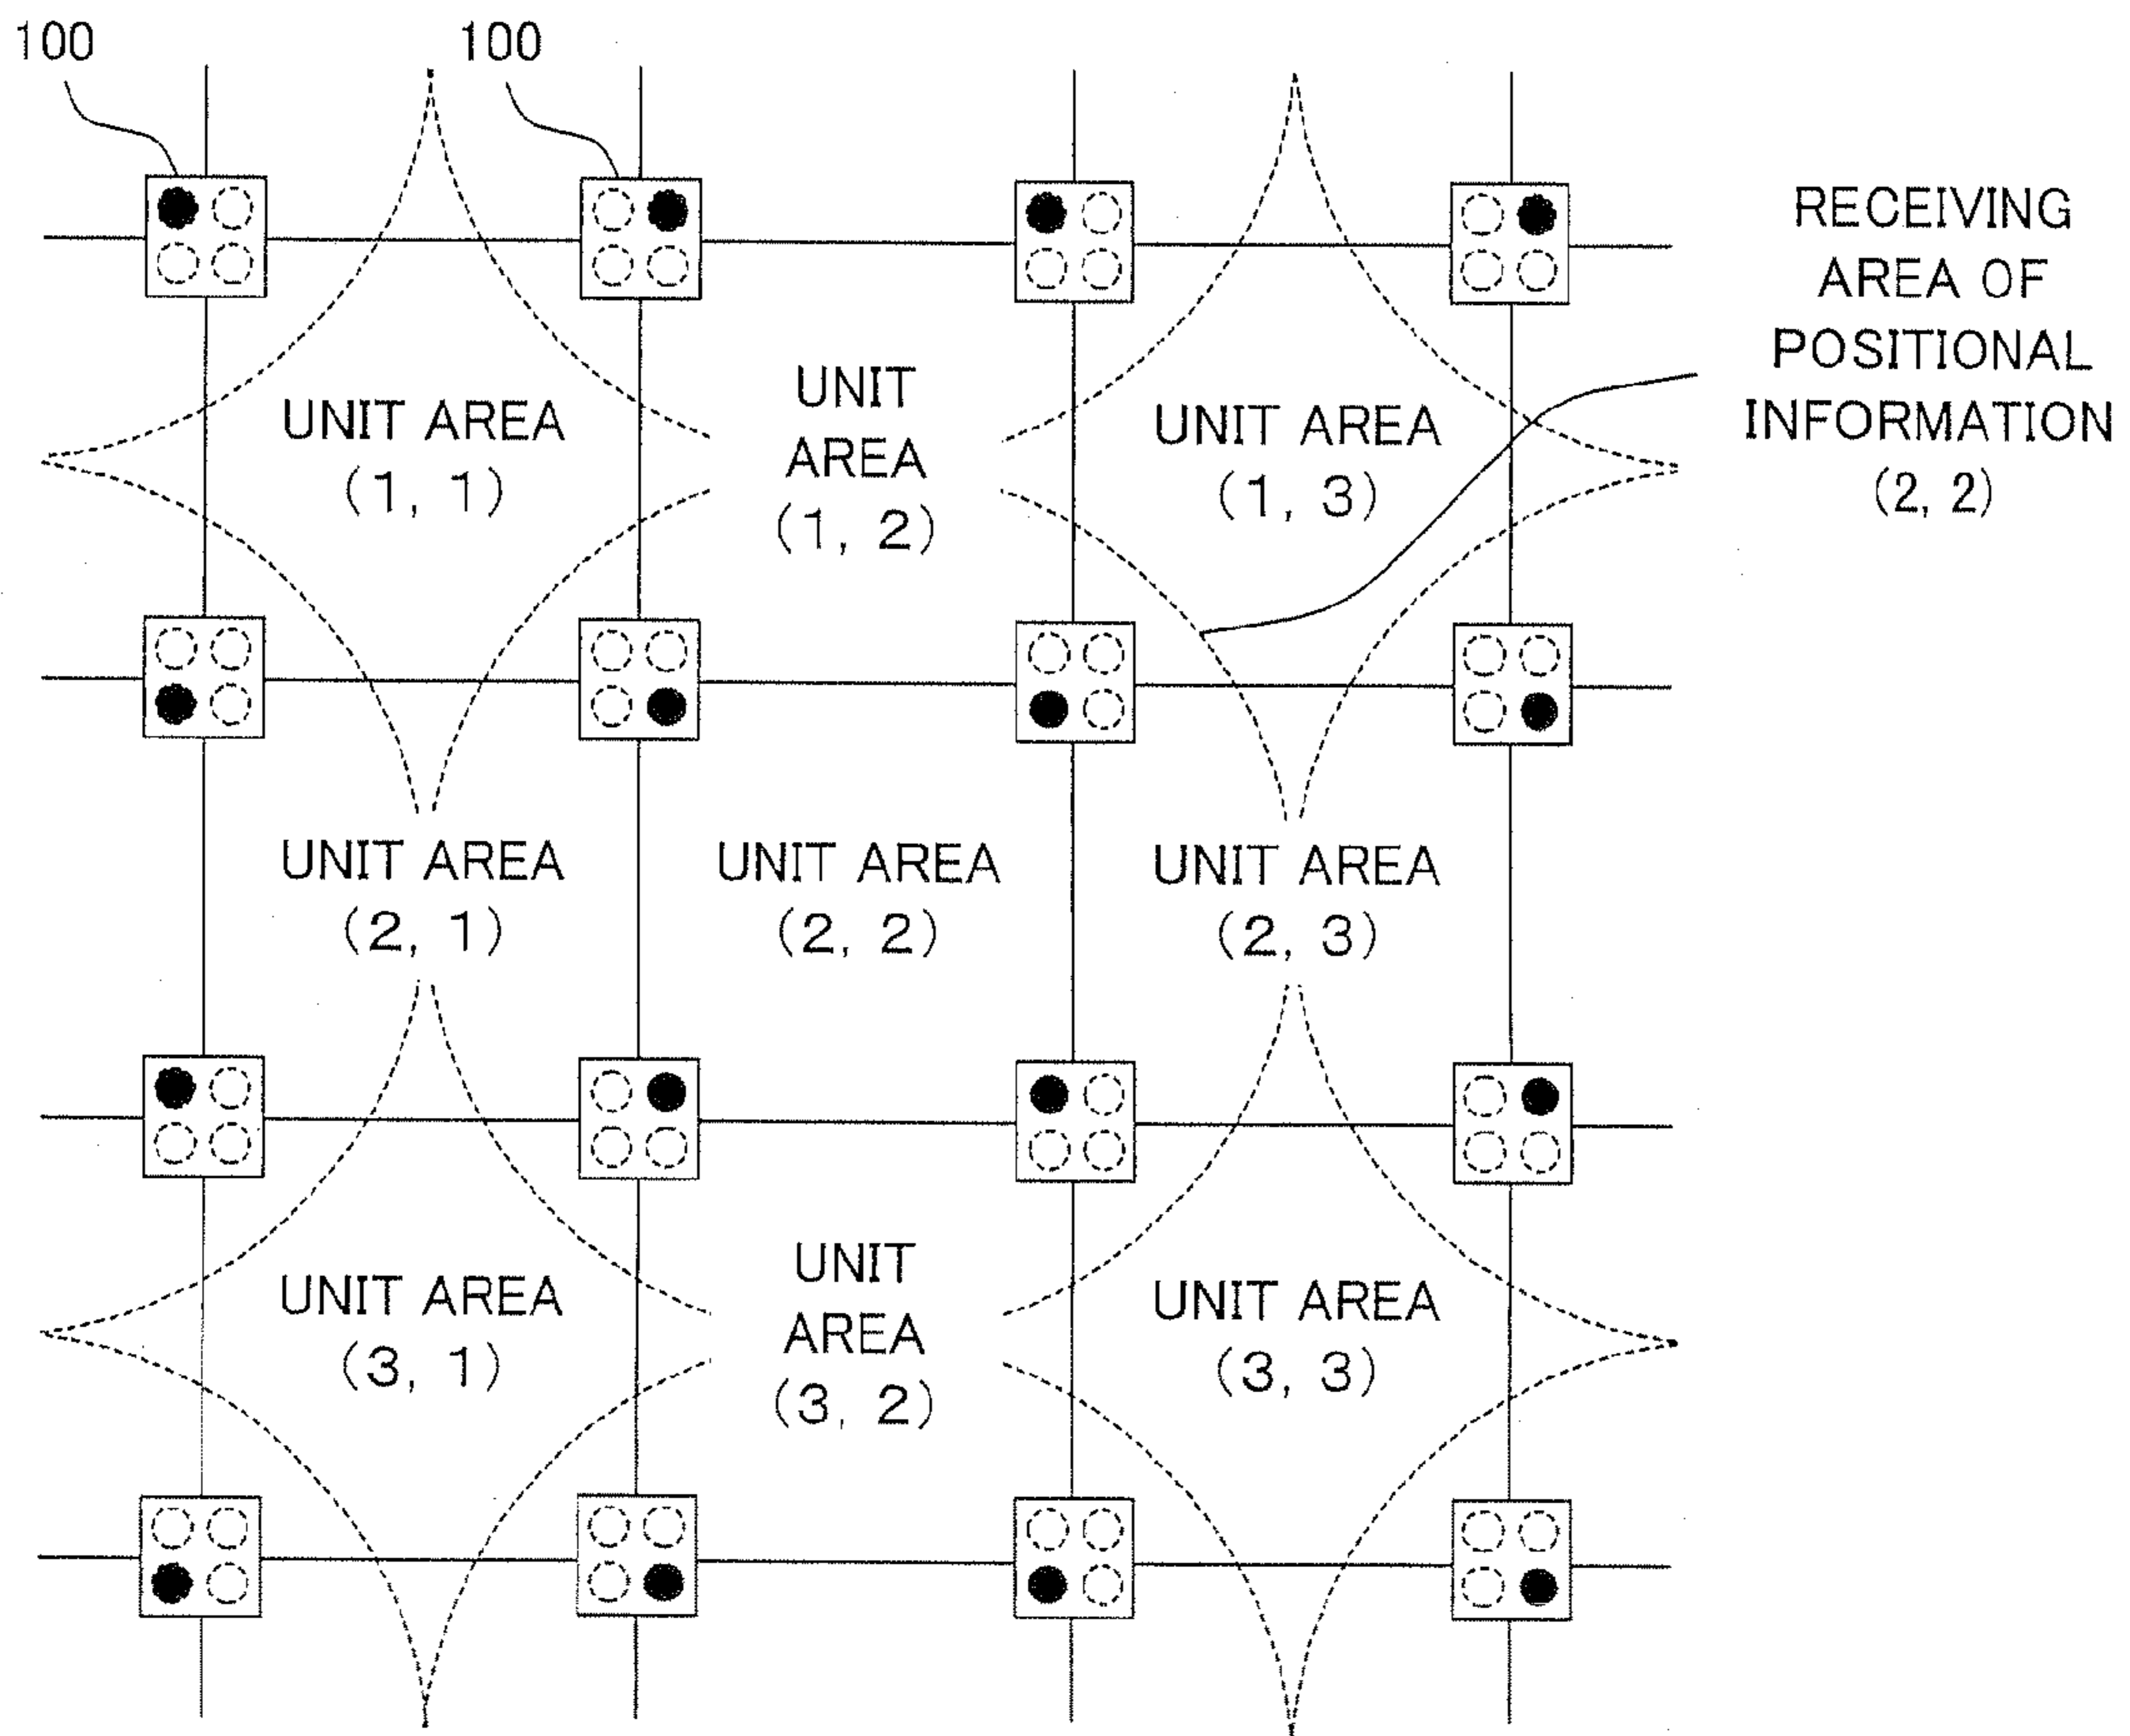 100
100
RECEIVING
AREA OF
POSITIONAL
INFORMATION
(2, 2)
UNIT AREA
(1, 1)
UNIT
AREA
(1, 2)
UNIT AREA
(1, 3)
UNIT AREA
(2, 1)
UNIT AREA
(2, 2)
UNIT AREA
(2, 3)
UNIT AREA
(3, 1)
UNIT
AREA
(3, 2)
UNIT AREA
(3, 3)